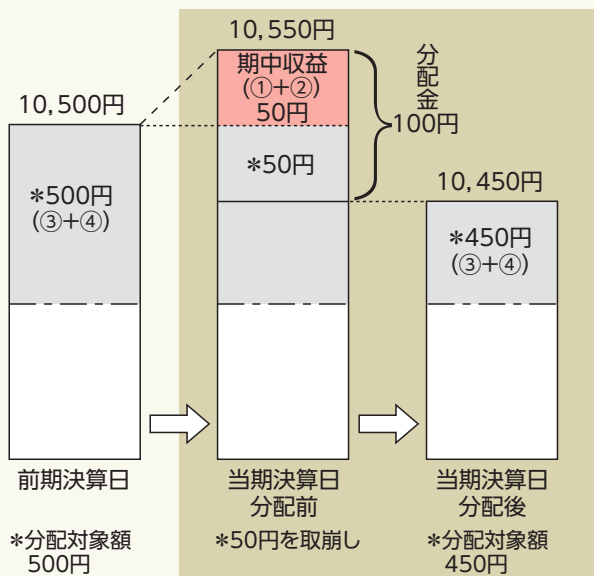 10,500円
*500円
(③+④)
前期決算日
*分配対象額
500円
10,550円
期中収益
(①+②)
50円
*50円
分配金
100円
当期決算日
分配前
*50円を取崩し
10,450円
*450円
(③+④)
当期決算日
分配後
*分配対象額
450円